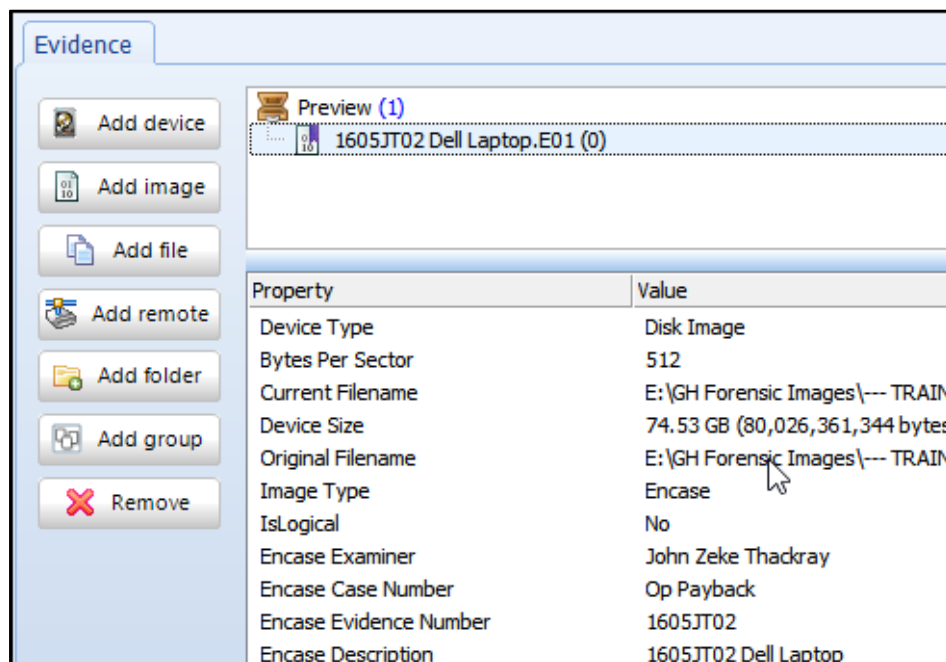 Evidence
Add device
Add image
Add file
Add remote
Add folder
Add group
Remove
Preview (1)
1605JT02 Dell Laptop.E01 (0)
Property Value
Device Type Disk Image
Bytes Per Sector 512
Current Filename E:\GH Forensic Images\--- TRAIN
Device Size 74.53 GB (80,026,361,344 bytes
Original Filename E:\GH Forensic Images\--- TRAIN
Image Type Encase
IsLogical No
Encase Examiner John Zeke Thackray
Encase Case Number Op Payback
Encase Evidence Number 1605JT02
Encase Description 1605JT02 Dell Laptop